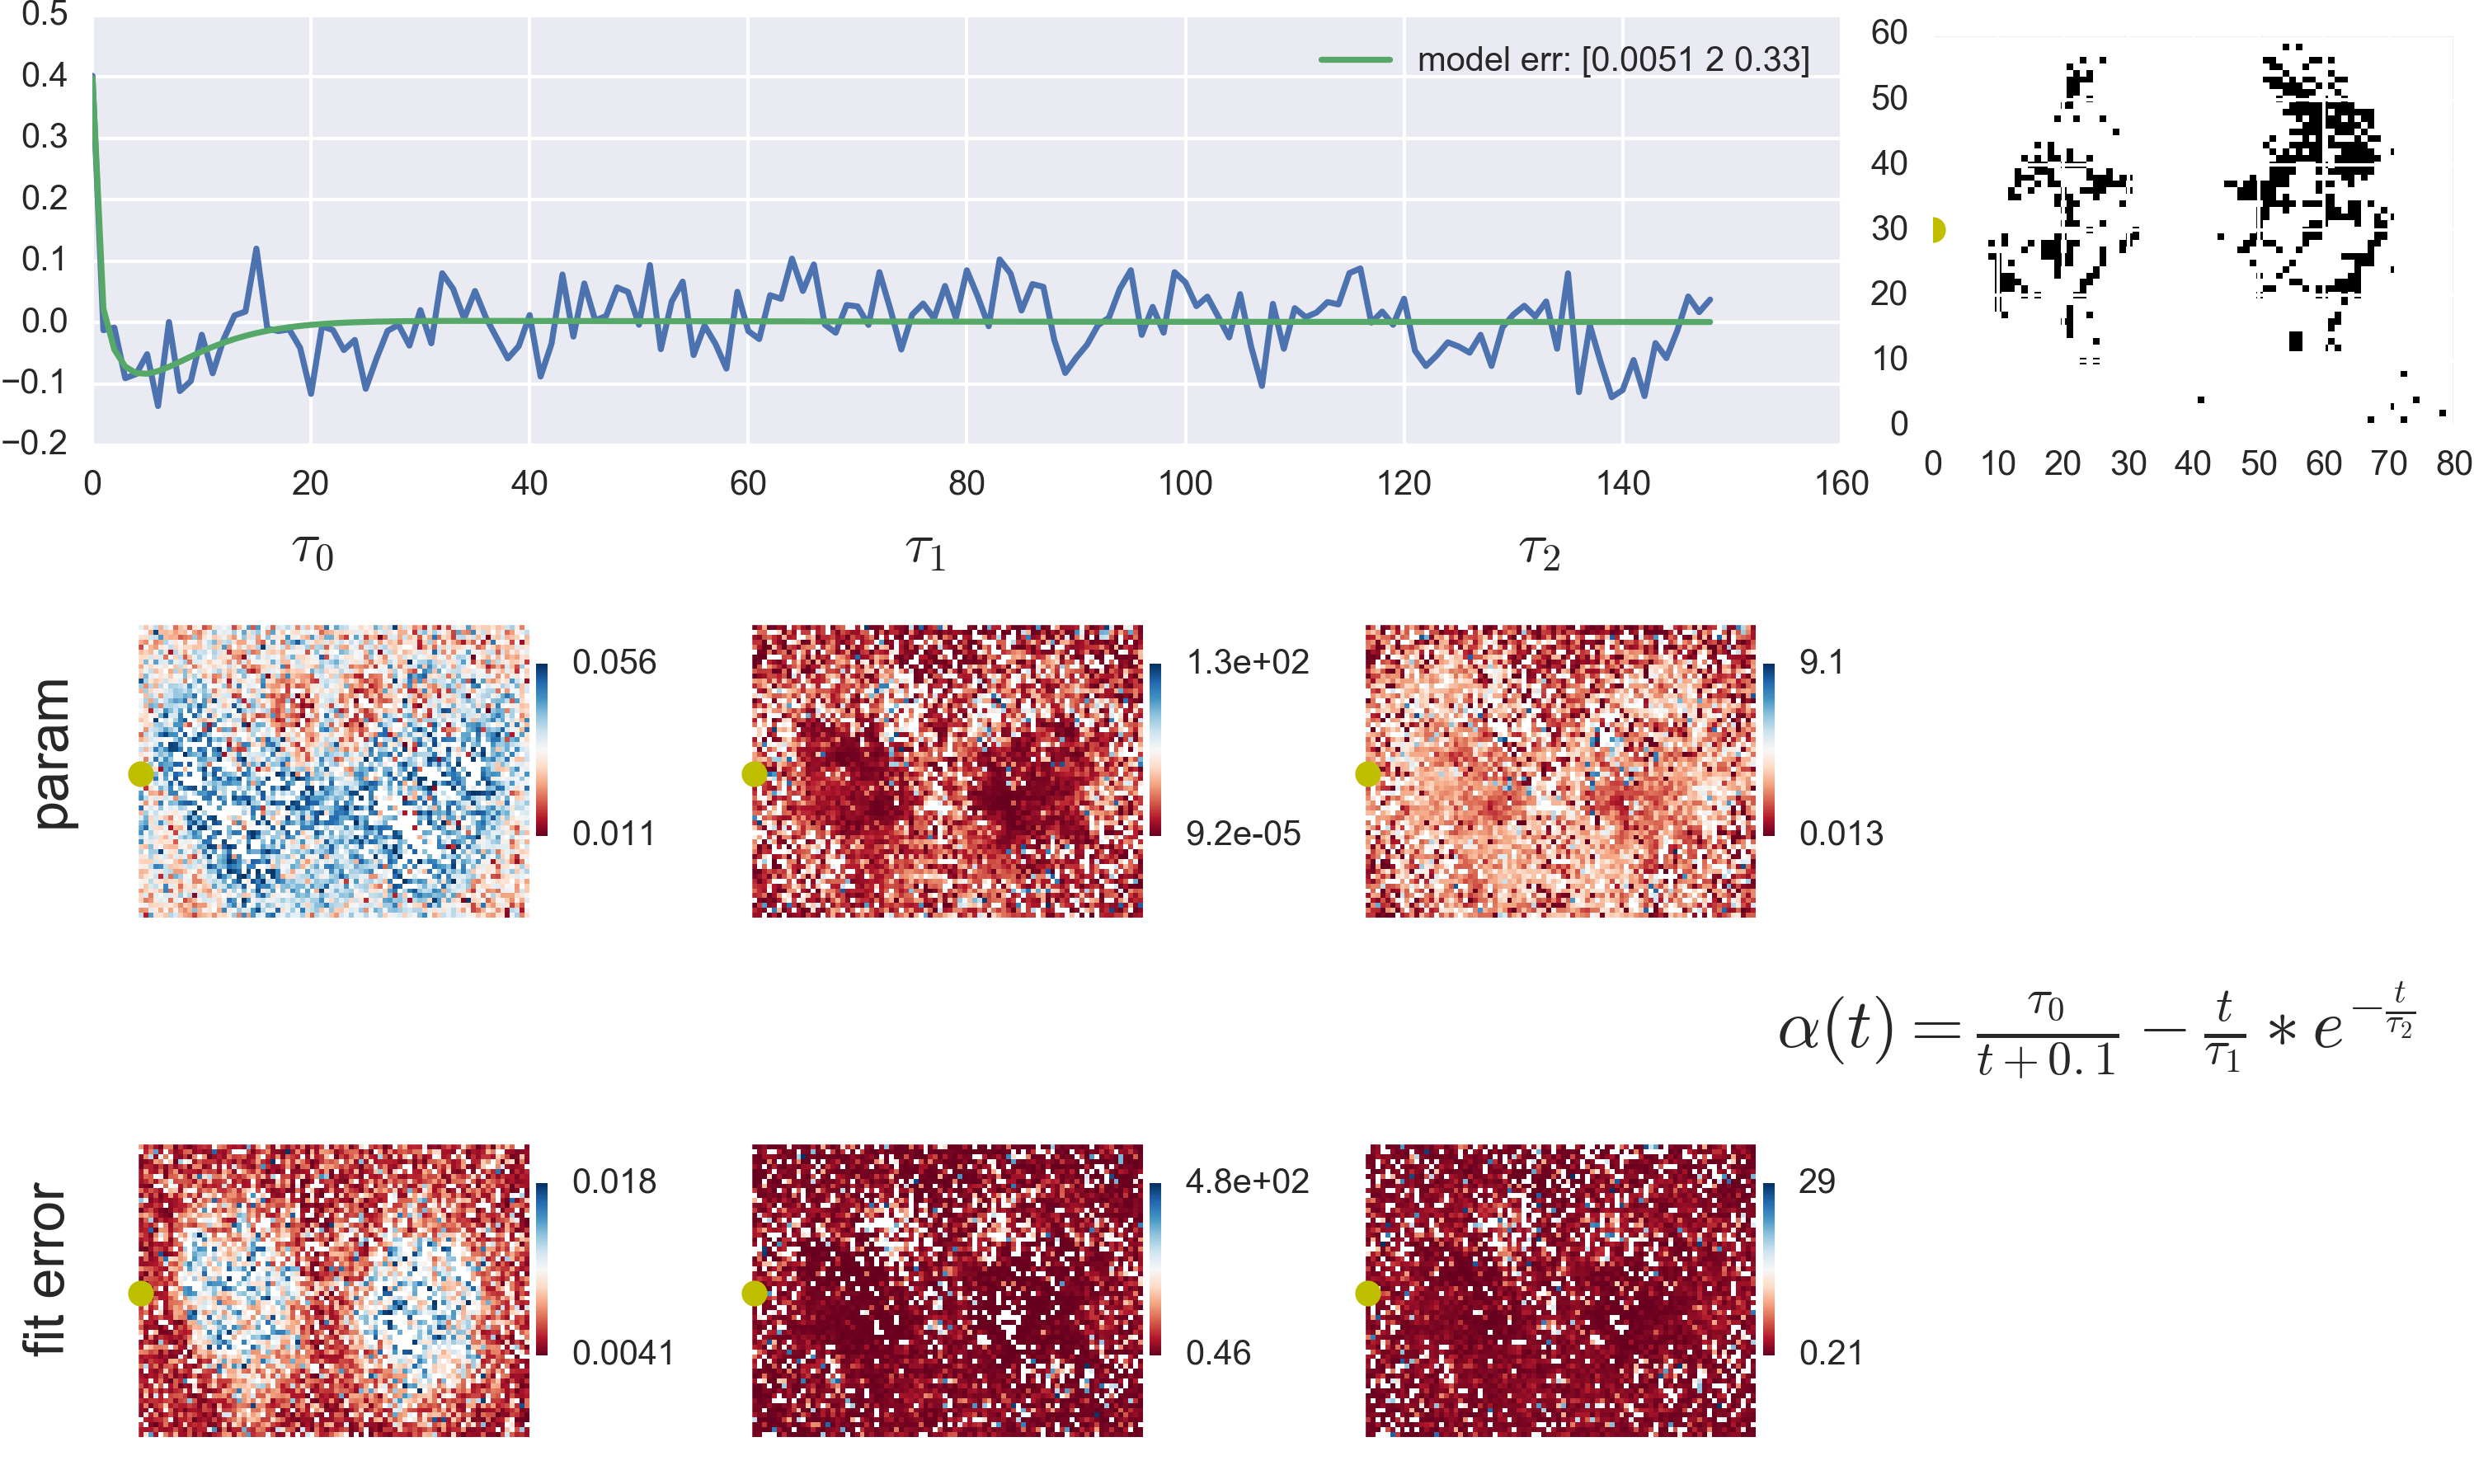 0.5
0.4
0.3
0.2
0.1
0.0
−0.1
−0.2
0 20 40 60 80 100 120 140 160
model err: [0.0051 2 0.33]
60
50
40
30
20
10
0
0 10 20 30 40 50 60 70 80
τ₀ τ₁ τ₂
param
0.056
0.011
1.3e+02
9.2e-05
9.1
0.013
α(t) = τ₀/(t+0.1) − t/τ₁ * e^(−t/τ₂)
fit error
0.018
0.0041
4.8e+02
0.46
29
0.21